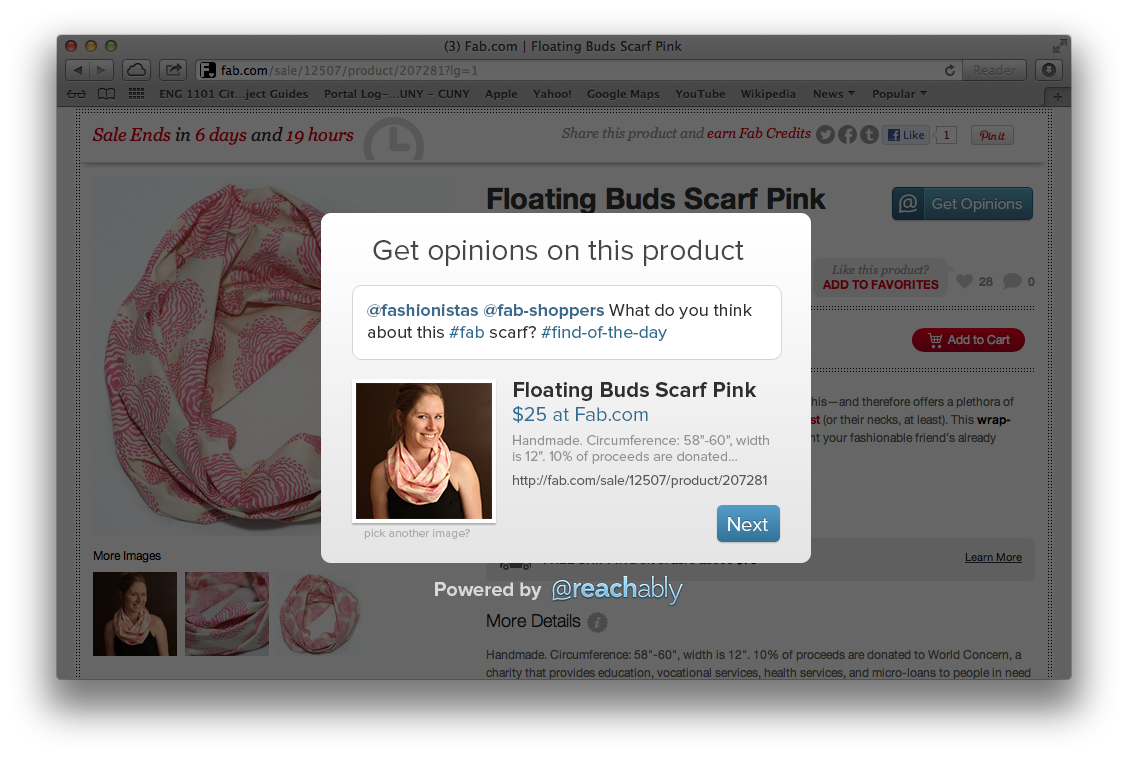 (3) Fab.com | Floating Buds Scarf Pink
fab.com/sale/12507/product/207281?lg=1
Reader
ENG 1101 Cit...ject Guides Portal Log–...UNY – CUNY Apple Yahoo! Google Maps YouTube Wikipedia News Popular
Sale Ends in 6 days and 19 hours
Share this product and earn Fab Credits
Like
1
Pin it
Floating Buds Scarf Pink
@ Get Opinions
Like this product?
ADD TO FAVORITES
28
0
Add to Cart
Get opinions on this product
@fashionistas @fab-shoppers What do you think
about this #fab scarf? #find-of-the-day
Floating Buds Scarf Pink
$25 at Fab.com
Handmade. Circumference: 58"-60", width
is 12". 10% of proceeds are donated...
http://fab.com/sale/12507/product/207281
pick another image?
Next
this—and therefore offers a plethora of
(or their necks, at least). This wrap-
your fashionable friend's already
Learn More
Powered by @reachably
More Images
More Details
Handmade. Circumference: 58"-60", width is 12". 10% of proceeds are donated to World Concern, a
charity that provides education, vocational services, health services, and micro-loans to people in need